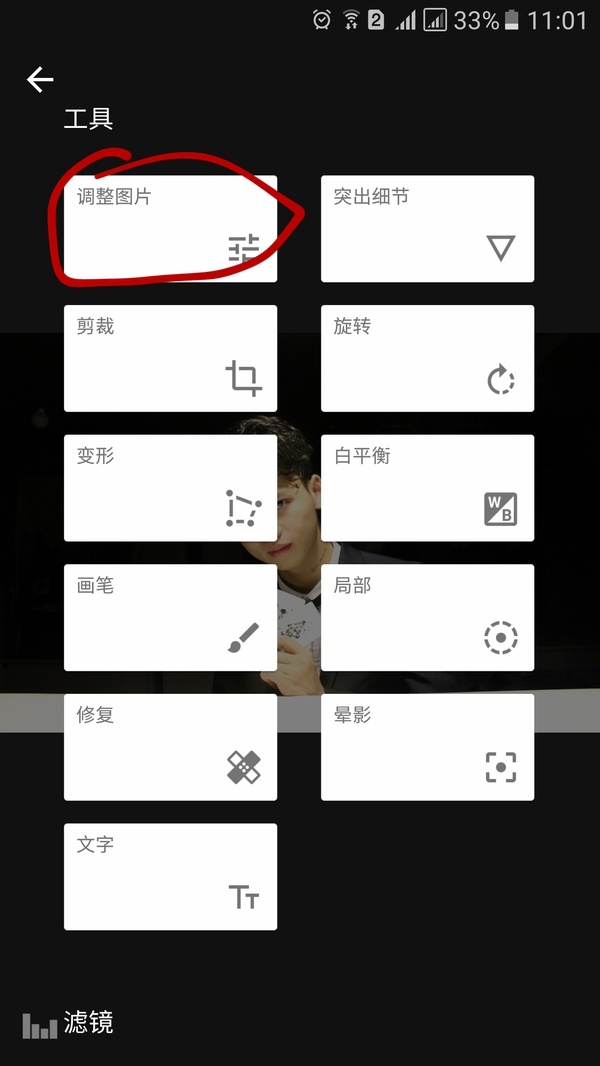 2 33% 11:01
工具
调整图片 突出细节
剪裁 旋转
变形 白平衡
W
B
画笔 局部
修复 晕影
文字
TT
滤镜